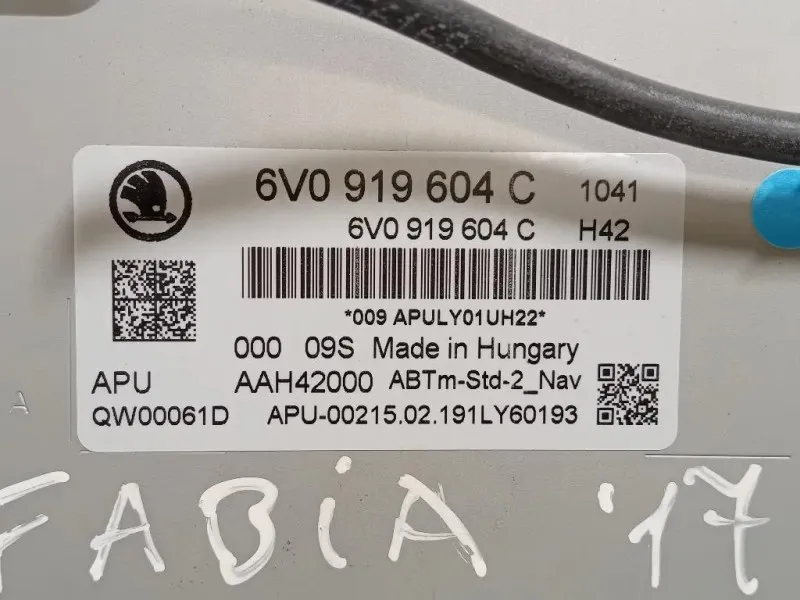 6V0 919 604 C 1041
6V0 919 604 C H42
*009 APULY01UH22*
000 09S Made in Hungary
APU AAH42000 ABTm-Std-2_Nav
QW00061D APU-00215.02.191LY60193
A
FABiA '17